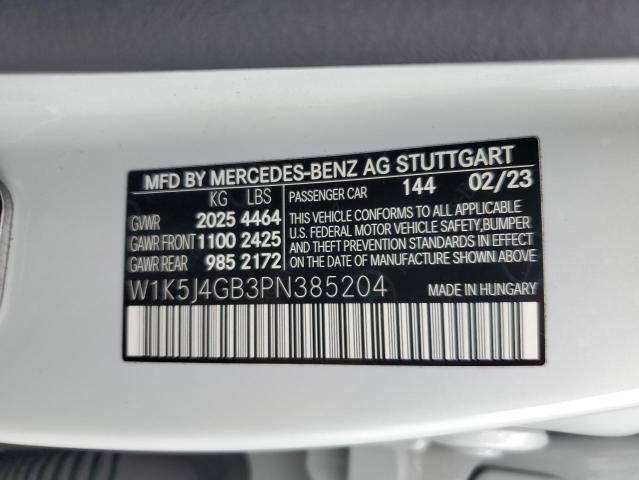 MFD BY MERCEDES-BENZ AG STUTTGART
KG LBS PASSENGER CAR 144 02/23
GVWR 2025 4464
GAWR FRONT 1100 2425
GAWR REAR 985 2172
THIS VEHICLE CONFORMS TO ALL APPLICABLE
U.S. FEDERAL MOTOR VEHICLE SAFETY,BUMPER
AND THEFT PREVENTION STANDARDS IN EFFECT
ON DATE OF MANUFACTURE SHOWN ABOVE
W1K5J4GB3PN385204 MADE IN HUNGARY